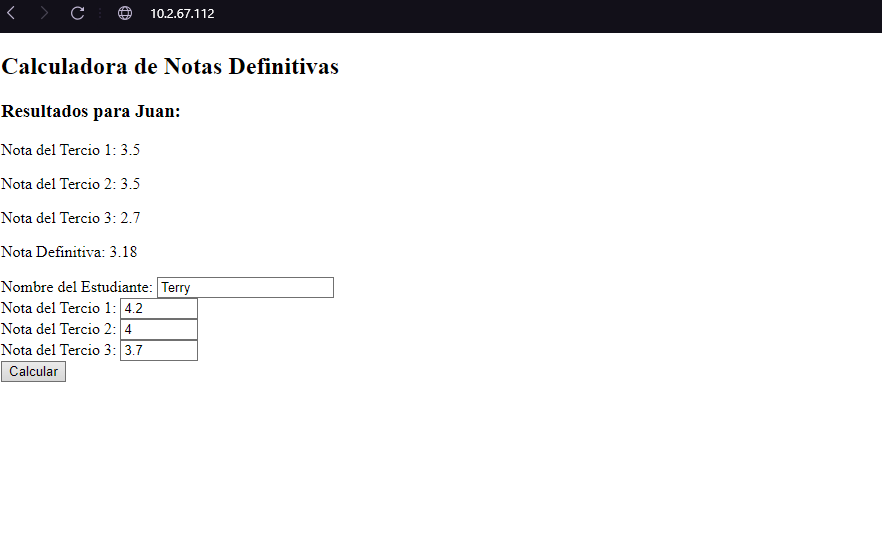 10.2.67.112
Calculadora de Notas Definitivas
Resultados para Juan:
Nota del Tercio 1: 3.5
Nota del Tercio 2: 3.5
Nota del Tercio 3: 2.7
Nota Definitiva: 3.18
Nombre del Estudiante: Terry
Nota del Tercio 1: 4.2
Nota del Tercio 2: 4
Nota del Tercio 3: 3.7
Calcular